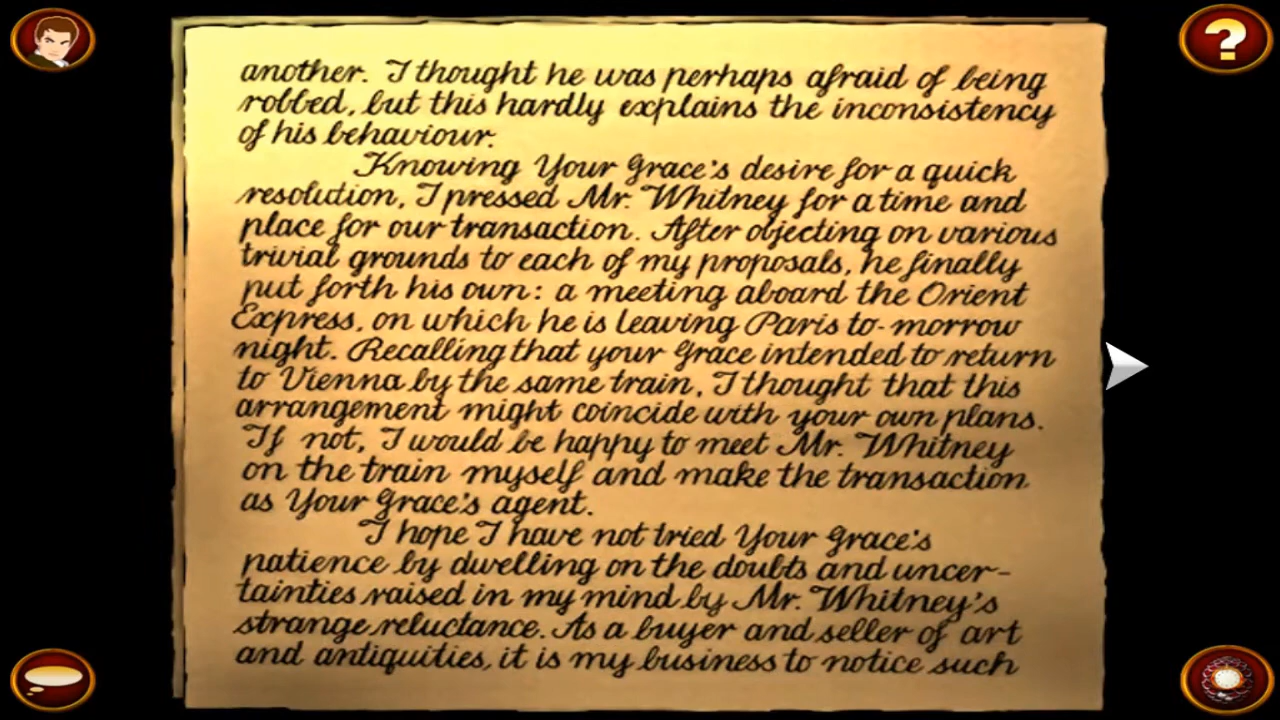 another. I thought he was perhaps afraid of being
robbed, but this hardly explains the inconsistency
of his behaviour.
Knowing Your Grace's desire for a quick
resolution, I pressed Mr. Whitney for a time and
place for our transaction. After objecting on various
trivial grounds to each of my proposals, he finally
put forth his own: a meeting aboard the Orient
Express, on which he is leaving Paris to-morrow
night. Recalling that your Grace intended to return
to Vienna by the same train, I thought that this
arrangement might coincide with your own plans.
If not, I would be happy to meet Mr. Whitney
on the train myself and make the transaction
as Your Grace's agent.
I hope I have not tried Your Grace's
patience by dwelling on the doubts and uncer-
tainties raised in my mind by Mr. Whitney's
strange reluctance. As a buyer and seller of art
and antiquities, it is my business to notice such
?